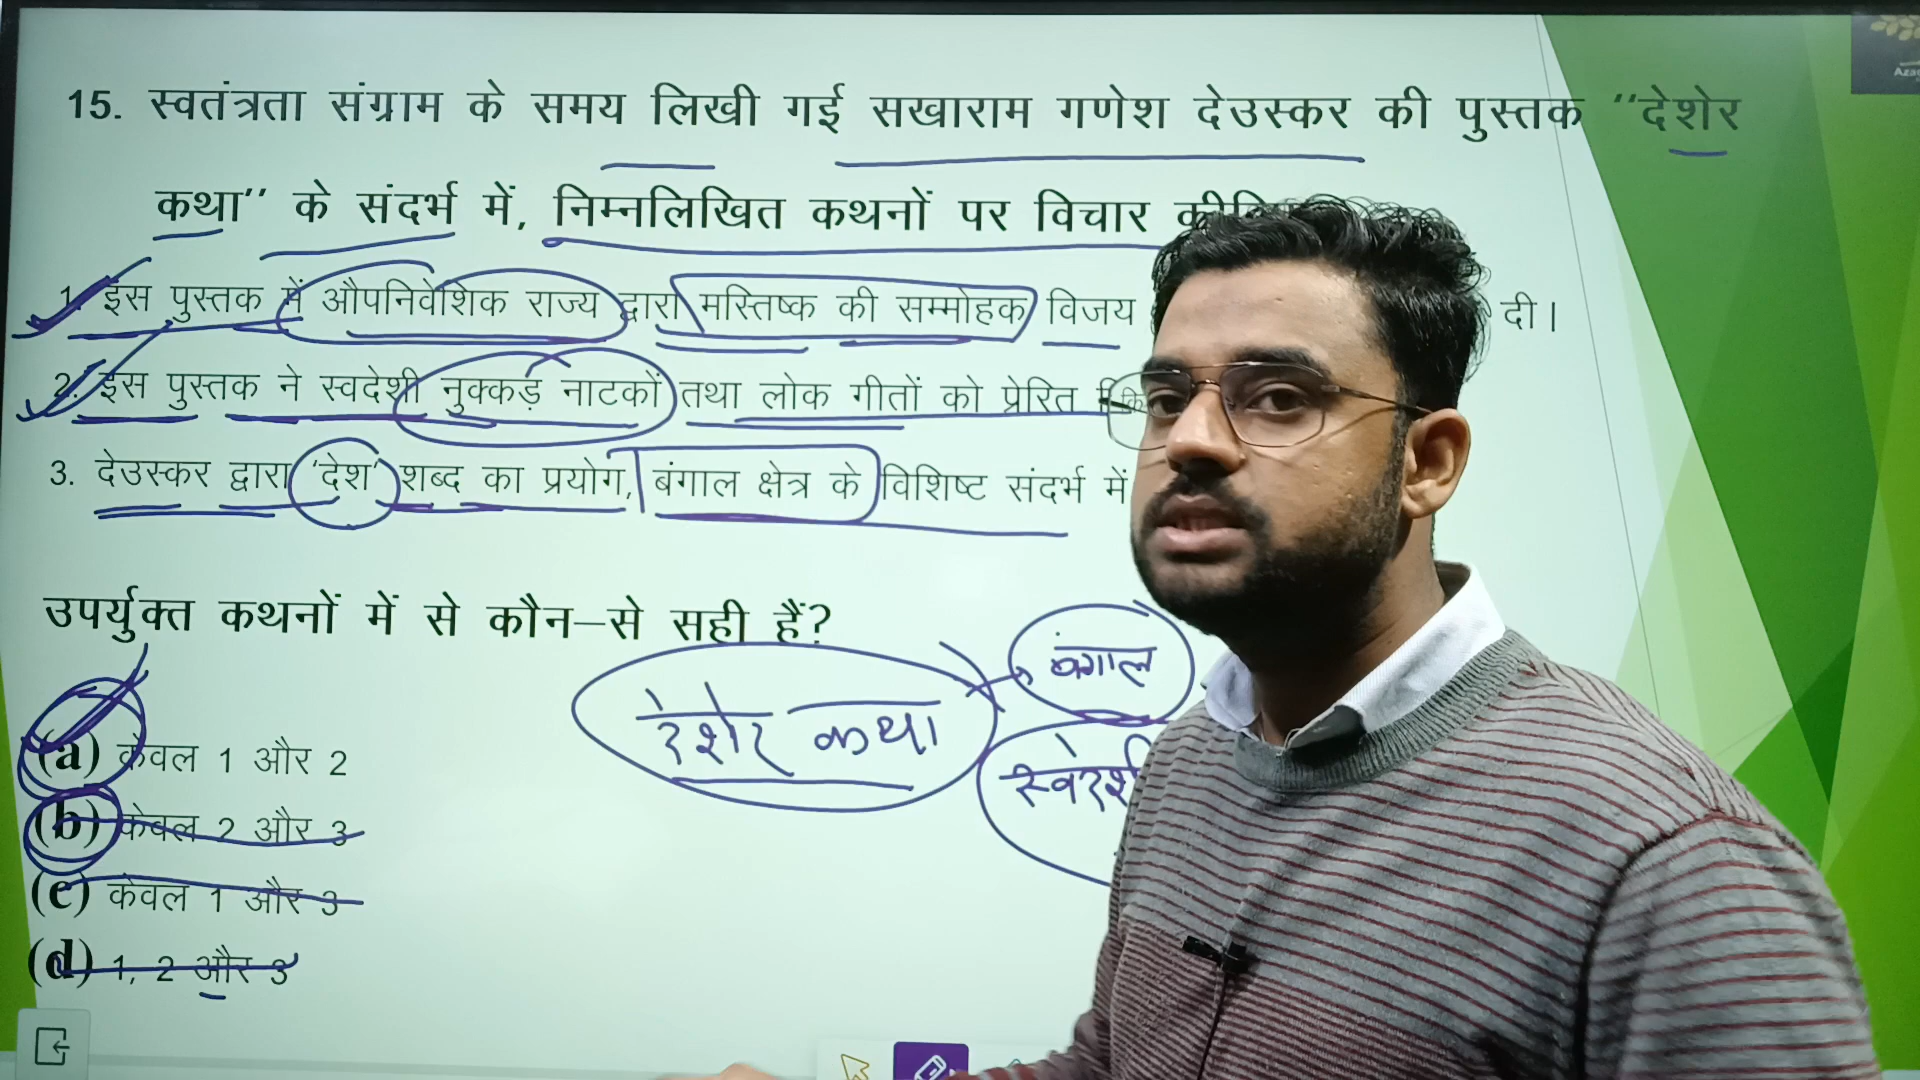 15. स्वतंत्रता संग्राम के समय लिखी गई सखाराम गणेश देउस्कर की पुस्तक "देशेर
कथा" के संदर्भ में, निम्नलिखित कथनों पर विचार
1. इस पुस्तक में औपनिवेशिक राज्य द्वारा मस्तिष्क की सम्मोहक विजय दी।
2. इस पुस्तक ने स्वदेशी नुक्कड़ नाटकों तथा लोक गीतों को प्रेरित
3. देउस्कर द्वारा 'देश' शब्द का प्रयोग, बंगाल क्षेत्र के विशिष्ट संदर्भ में
उपर्युक्त कथनों में से कौन–से सही हैं?
देशेर कथा
बंगाल
(a) केवल 1 और 2
(b) केवल 2 और 3
(c) केवल 1 और 3
(d) 1, 2 और 3